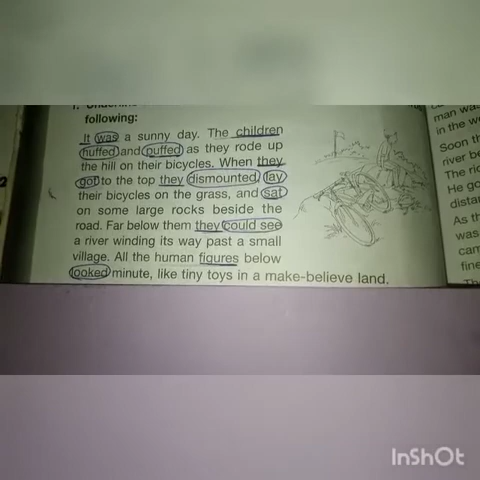 following:
It was a sunny day. The children
huffed and puffed as they rode up
the hill on their bicycles. When they
got to the top they dismounted, lay
their bicycles on the grass, and sat
on some large rocks beside the
road. Far below them they could see
a river winding its way past a small
village. All the human figures below
looked minute, like tiny toys in a make-believe land.
man was
in the w
Soon th
river be
The ri
He go
distan
As th
was
cam
fine
InShOt